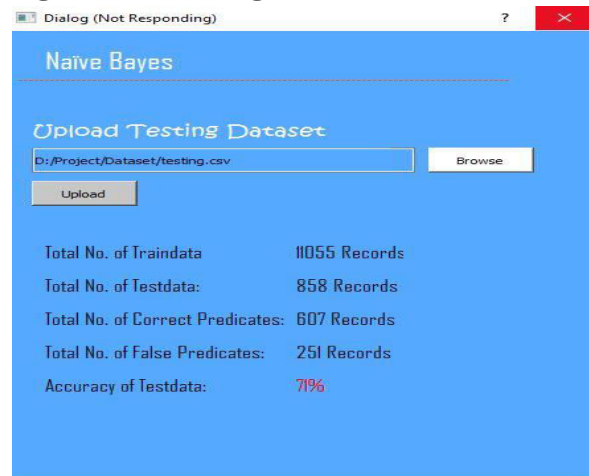 Dialog (Not Responding) ?
Naïve Bayes
Upload Testing Dataset
D:/Project/Dataset/testing.csv Browse
Upload
Total No. of Traindata 11055 Records
Total No. of Testdata: 858 Records
Total No. of Correct Predicates: 607 Records
Total No. of False Predicates: 251 Records
Accuracy of Testdata: 71%